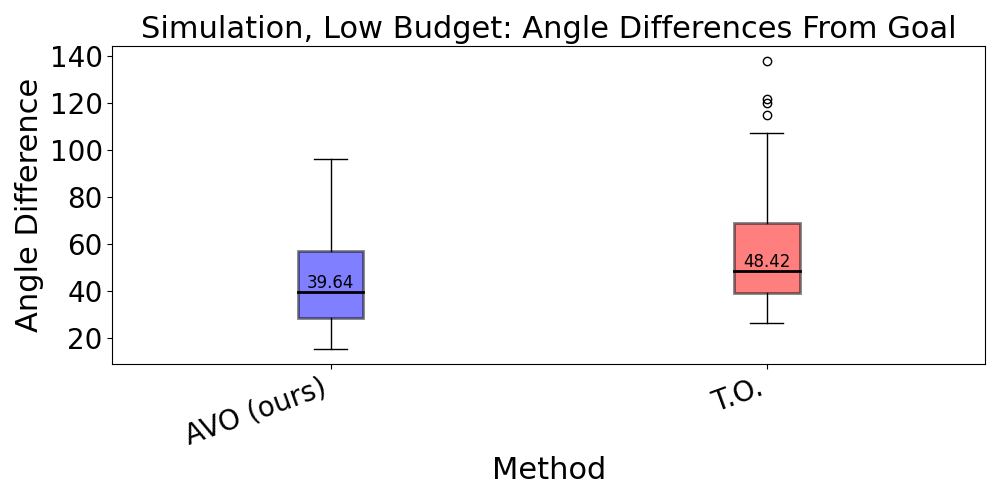 Simulation, Low Budget: Angle Differences From Goal
140
120
100
80
60
40
20
Angle Difference
39.64
48.42
AVO (ours)
T.O.
Method